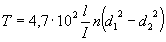 T = 4,7 · 10² l/l n(d₁² − d₂²)